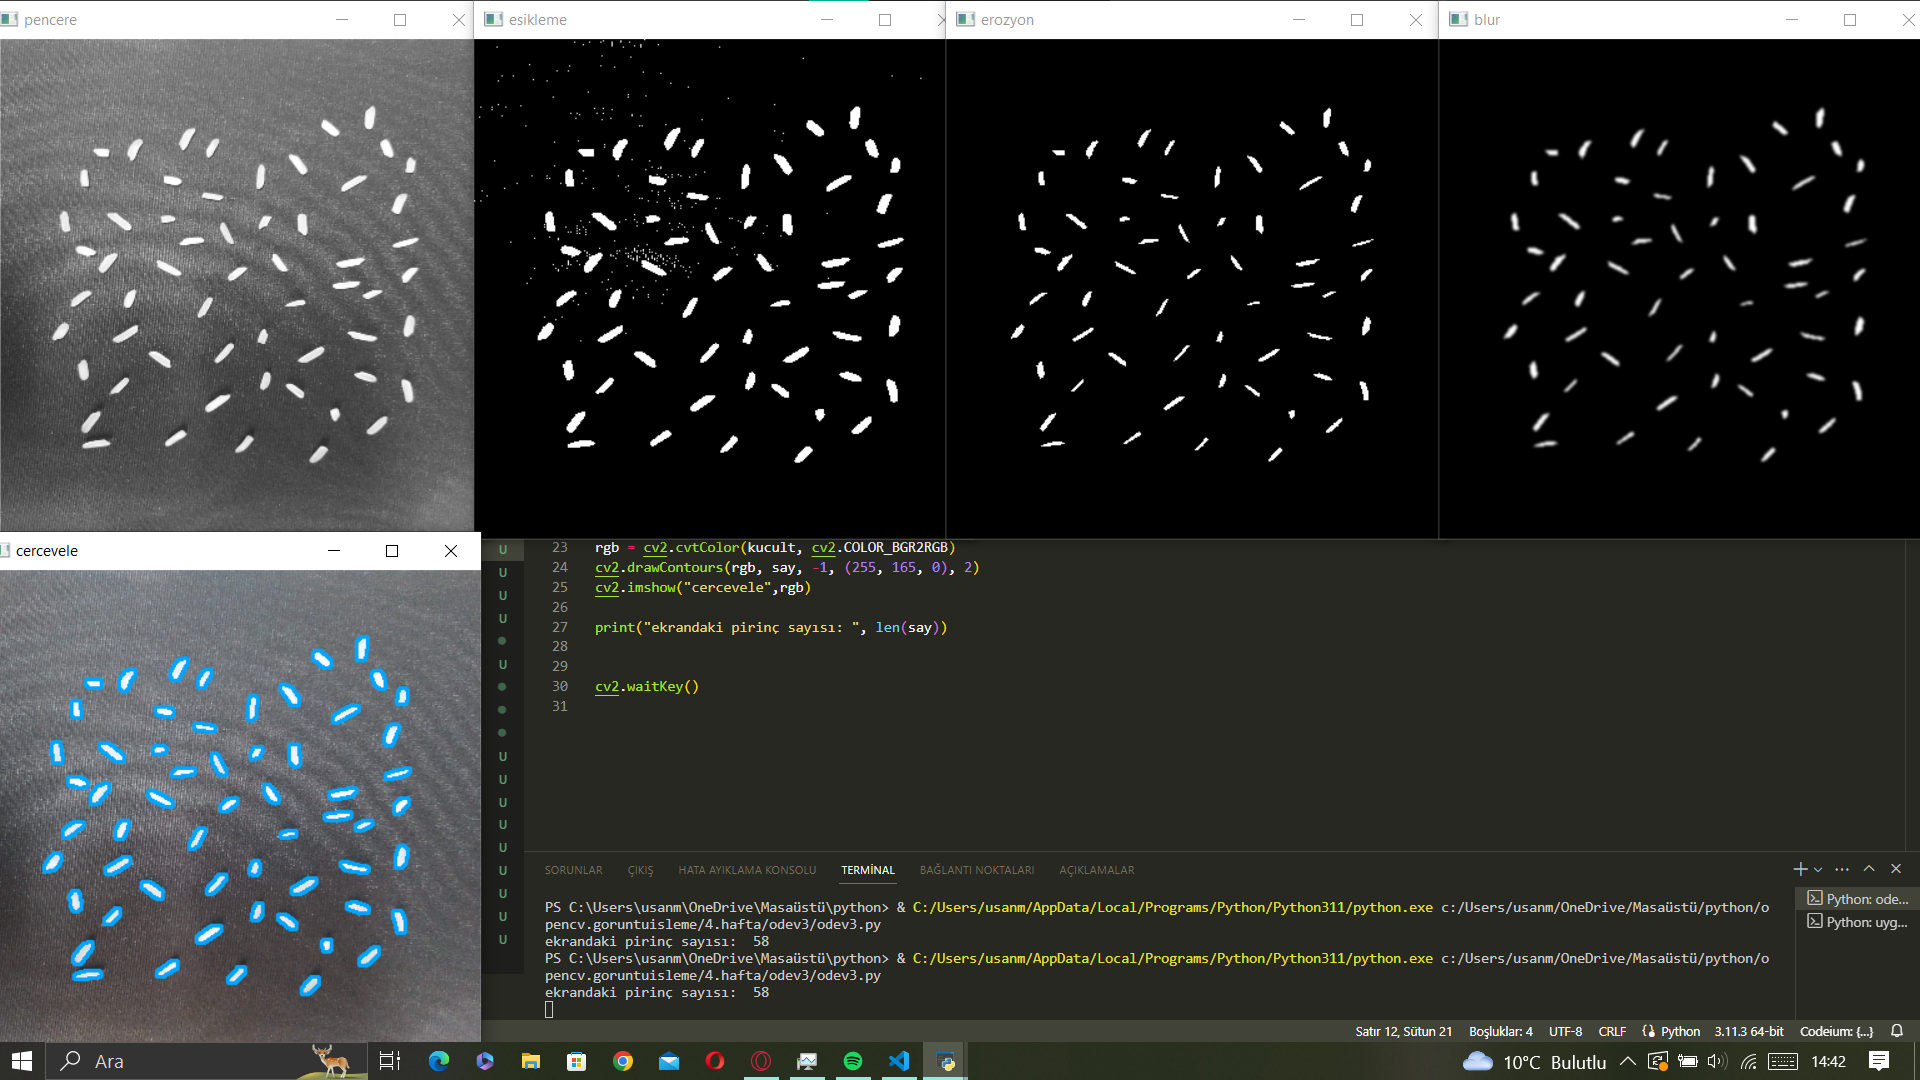 pencere
esikleme
erozyon
blur
cercevele
U
U
U
U
U
U
U
U
U
U
U
U
U
U
23 rgb = cv2.cvtColor(kucult, cv2.COLOR_BGR2RGB)
24 cv2.drawContours(rgb, say, -1, (255, 165, 0), 2)
25 cv2.imshow("cercevele",rgb)
26
27 print("ekrandaki pirinç sayısı: ", len(say))
28
29
30 cv2.waitKey()
31
SORUNLAR ÇIKIŞ HATA AYIKLAMA KONSOLU TERMİNAL BAĞLANTI NOKTALARI AÇIKLAMALAR
PS C:\Users\usanm\OneDrive\Masaüstü\python> & C:/Users/usanm/AppData/Local/Programs/Python/Python311/python.exe c:/Users/usanm/OneDrive/Masaüstü/python/o
pencv.goruntuisleme/4.hafta/odev3/odev3.py
ekrandaki pirinç sayısı:  58
PS C:\Users\usanm\OneDrive\Masaüstü\python> & C:/Users/usanm/AppData/Local/Programs/Python/Python311/python.exe c:/Users/usanm/OneDrive/Masaüstü/python/o
pencv.goruntuisleme/4.hafta/odev3/odev3.py
ekrandaki pirinç sayısı:  58
Python: ode...
Python: uyg...
Satır 12, Sütun 21 Boşluklar: 4 UTF-8 CRLF Python 3.11.3 64-bit Codeium: {...}
Ara
10°C Bulutlu 14:42